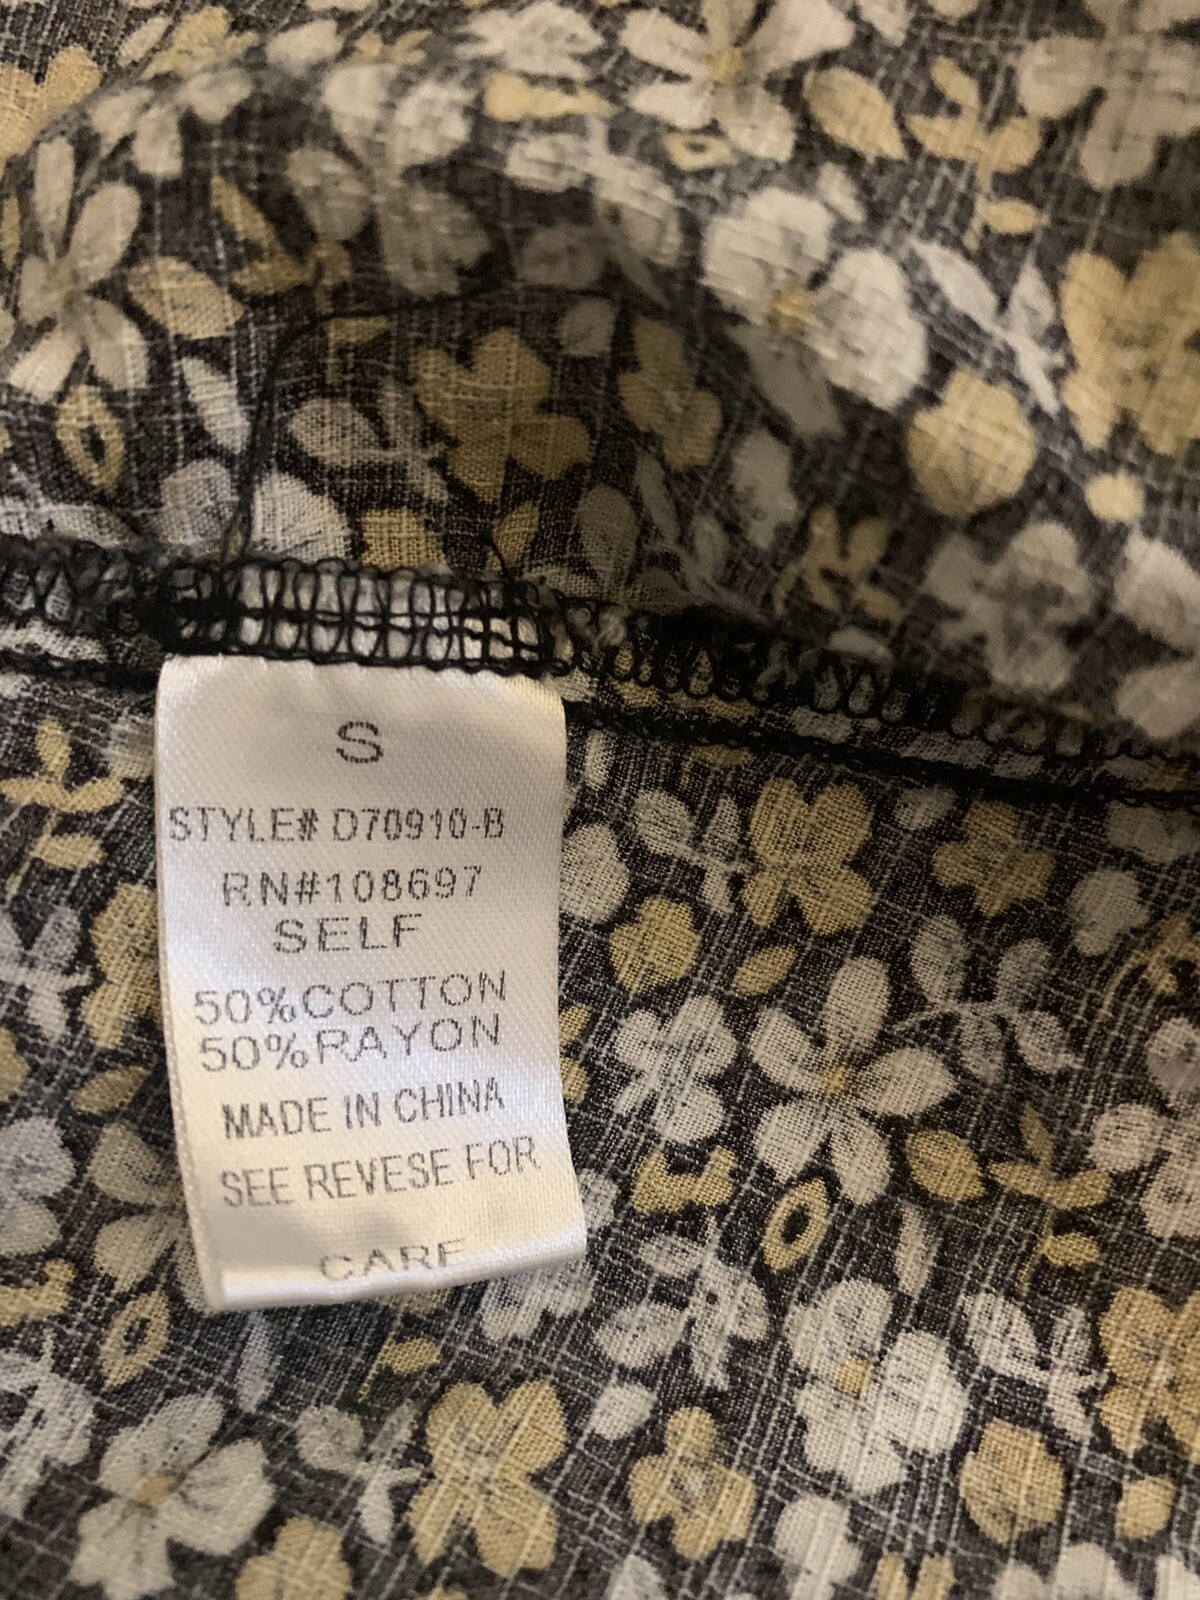 S
STYLE# D70910-B
RN#108697
SELF
50%COTTON
50%RAYON
MADE IN CHINA
SEE REVESE FOR
CARE